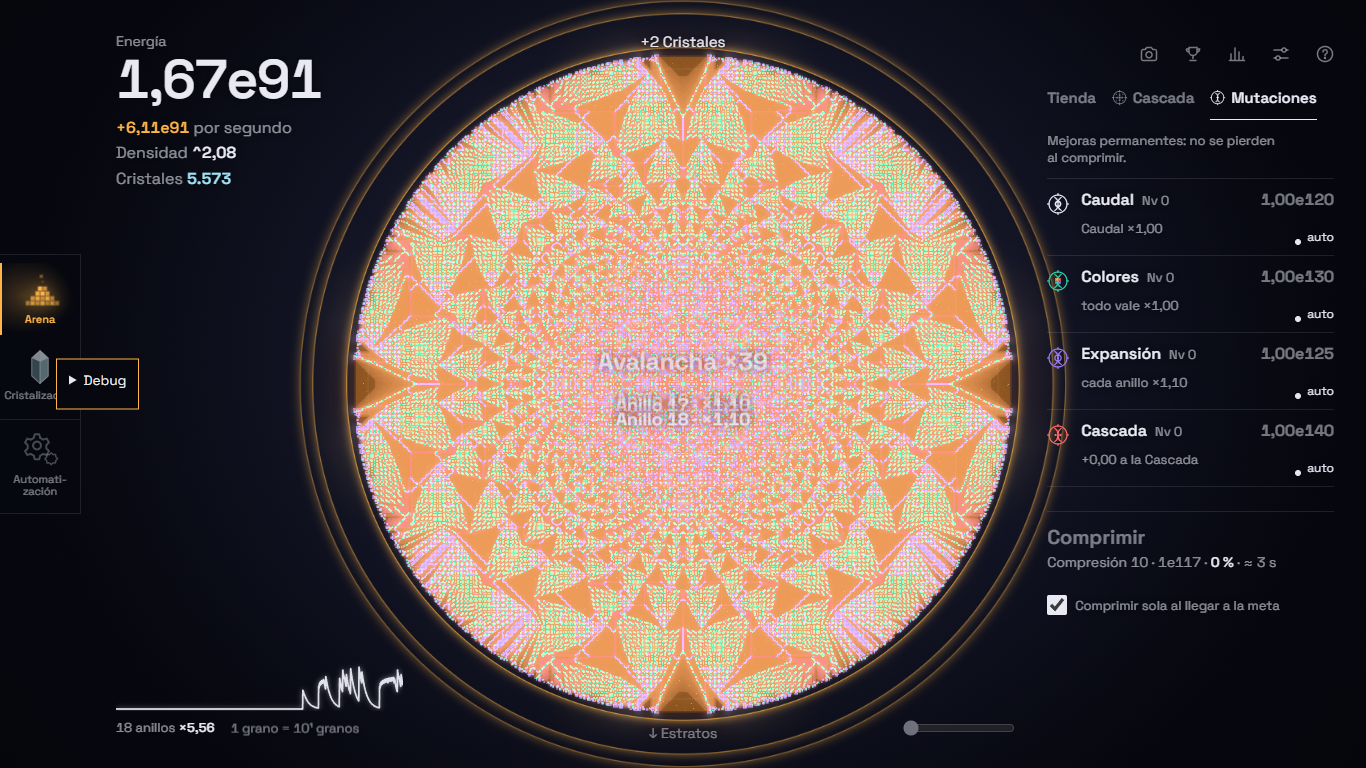 Energía
1,67e91
+6,11e91 por segundo
Densidad ^2,08
Cristales 5.573
+2 Cristales
Tienda
Cascada
Mutaciones
Mejoras permanentes: no se pierden
al comprimir.
Caudal Nv 0 1,00e120
Caudal ×1,00
auto
Colores Nv 0 1,00e130
todo vale ×1,00
auto
Expansión Nv 0 1,00e125
cada anillo ×1,10
auto
Cascada Nv 0 1,00e140
+0,00 a la Cascada
auto
Comprimir
Compresión 10 · 1e117 · 0 % · ≈ 3 s
Comprimir sola al llegar a la meta
Arena
Debug
Automati-
zación
Avalancha ×39
Anillo 18 · 1,10
18 anillos ×5,56
1 grano = 10¹ granos
↓ Estratos